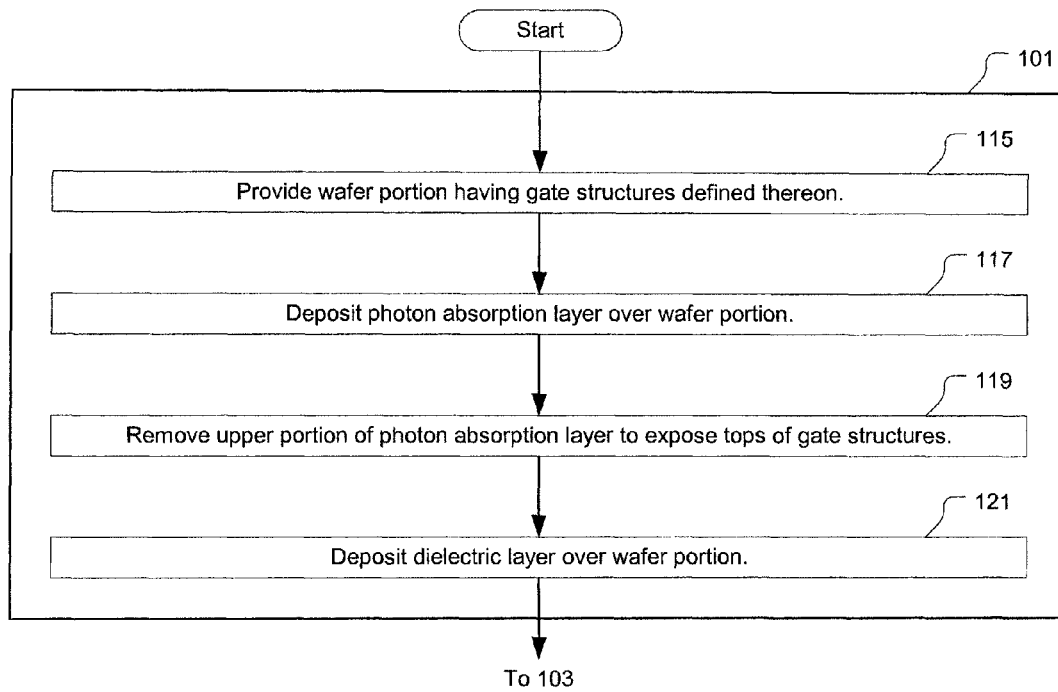 Start
101
115
Provide wafer portion having gate structures defined thereon.
117
Deposit photon absorption layer over wafer portion.
119
Remove upper portion of photon absorption layer to expose tops of gate structures.
121
Deposit dielectric layer over wafer portion.
To 103